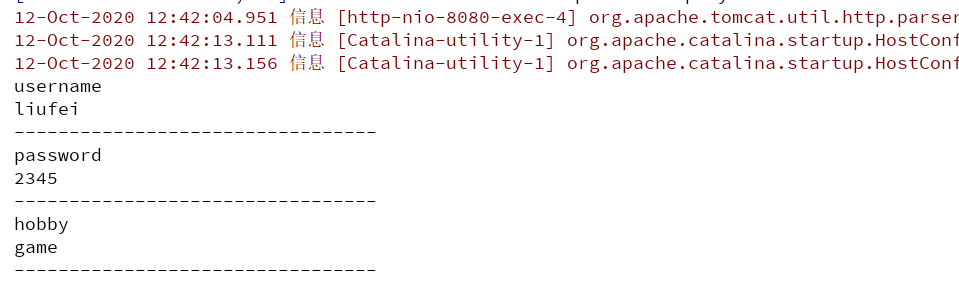 12-Oct-2020 12:42:04.951 信息 [http-nio-8080-exec-4] org.apache.tomcat.util.http.parser
12-Oct-2020 12:42:13.111 信息 [Catalina-utility-1] org.apache.catalina.startup.HostConf
12-Oct-2020 12:42:13.156 信息 [Catalina-utility-1] org.apache.catalina.startup.HostConf
username
liufei
---------------------------------
password
2345
---------------------------------
hobby
game
---------------------------------